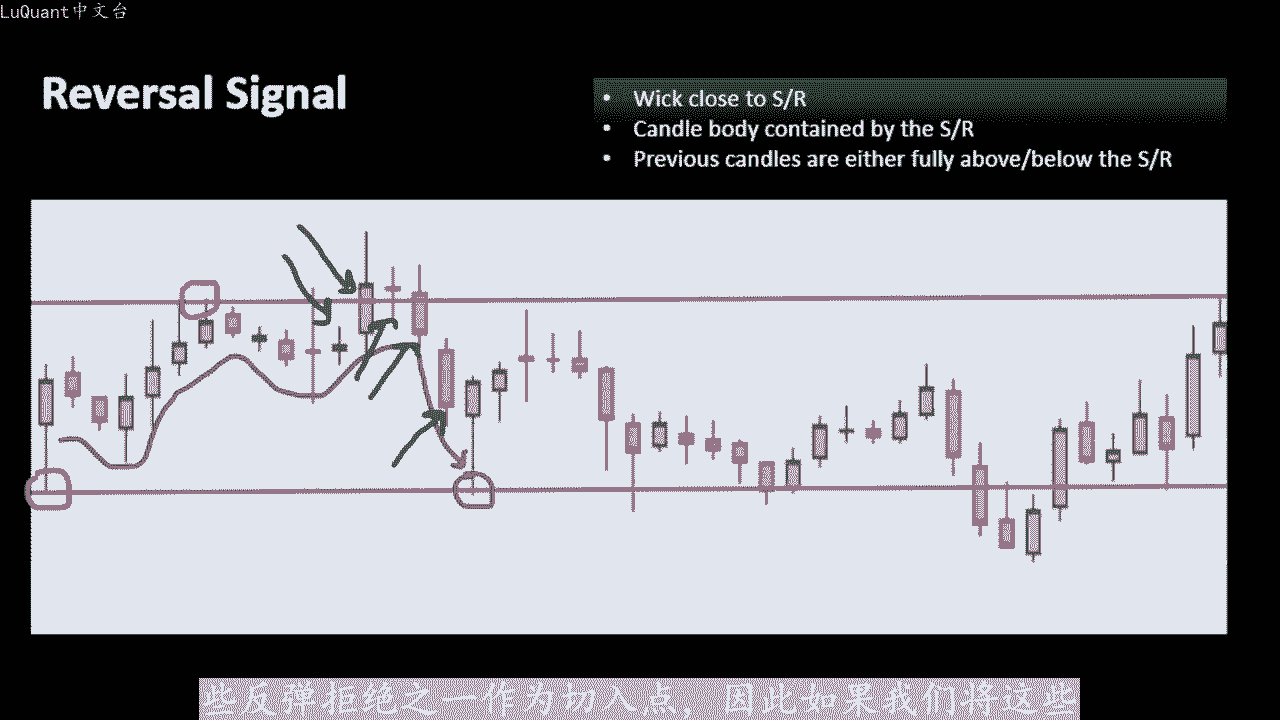 LuQuant中文台
Reversal Signal
• Wick close to S/R
• Candle body contained by the S/R
• Previous candles are either fully above/below the S/R
些反弹拒绝之一作为切入点，因此如果我们将这些